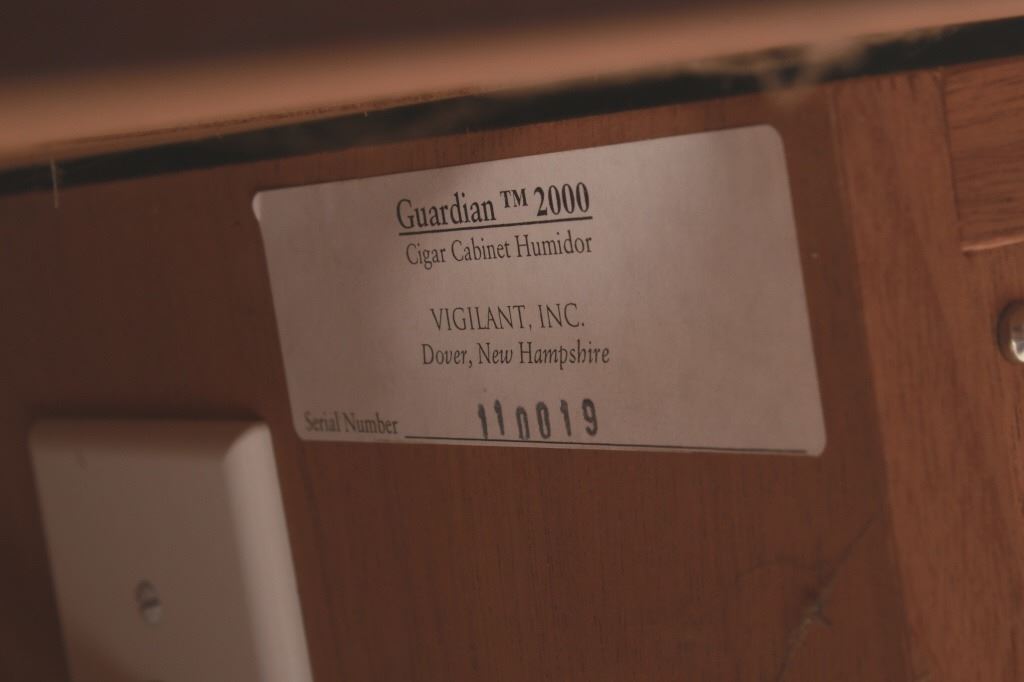 Guardian ™ 2000
Cigar Cabinet Humidor
VIGILANT, INC.
Dover, New Hampshire
Serial Number 110019